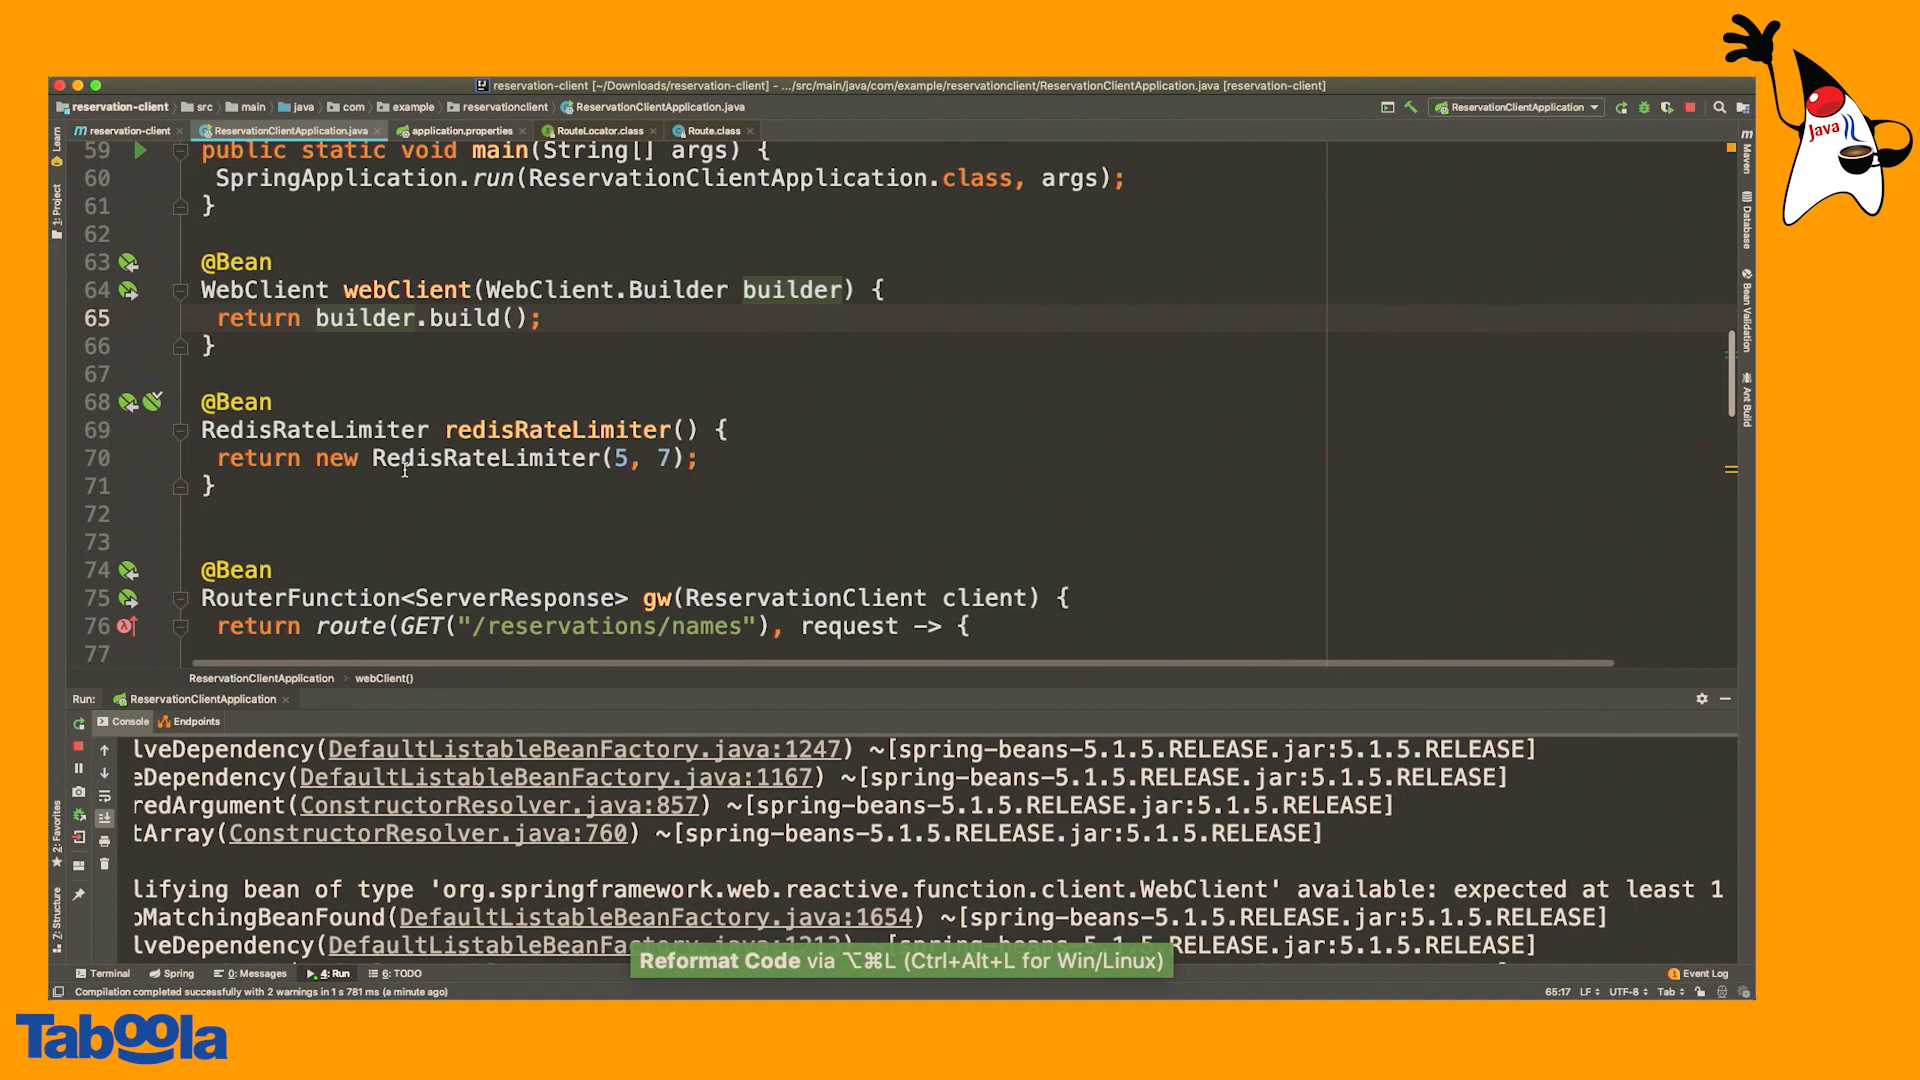 reservation-client [~/Downloads/reservation-client] - .../src/main/java/com/example/reservationclient/ReservationClientApplication.java [reservation-client]
reservation-client src main java com example reservationclient ReservationClientApplication.java
ReservationClientApplication
reservation-client ReservationClientApplication.java application.properties RouteLocator.class Route.class
59 public static void main(String[] args) {
60 SpringApplication.run(ReservationClientApplication.class, args);
61 }
62
63 @Bean
64 WebClient webClient(WebClient.Builder builder) {
65 return builder.build();
66 }
67
68 @Bean
69 RedisRateLimiter redisRateLimiter() {
70 return new RedisRateLimiter(5, 7);
71 }
72
73
74 @Bean
75 RouterFunction<ServerResponse> gw(ReservationClient client) {
76 return route(GET("/reservations/names"), request -> {
77
ReservationClientApplication › webClient()
Run: ReservationClientApplication
Console Endpoints
lveDependency(DefaultListableBeanFactory.java:1247) ~[spring-beans-5.1.5.RELEASE.jar:5.1.5.RELEASE]
eDependency(DefaultListableBeanFactory.java:1167) ~[spring-beans-5.1.5.RELEASE.jar:5.1.5.RELEASE]
redArgument(ConstructorResolver.java:857) ~[spring-beans-5.1.5.RELEASE.jar:5.1.5.RELEASE]
tArray(ConstructorResolver.java:760) ~[spring-beans-5.1.5.RELEASE.jar:5.1.5.RELEASE]
lifying bean of type 'org.springframework.web.reactive.function.client.WebClient' available: expected at least 1
oMatchingBeanFound(DefaultListableBeanFactory.java:1654) ~[spring-beans-5.1.5.RELEASE.jar:5.1.5.RELEASE]
lveDependency(DefaultListableBeanFactory.java:1213) ~[spring-beans-5.1.5.RELEASE.jar:5.1.5.RELEASE]
Reformat Code via ⌥⌘L (Ctrl+Alt+L for Win/Linux)
Terminal Spring 0: Messages 4: Run 6: TODO
1 Event Log
Compilation completed successfully with 2 warnings in 1 s 781 ms (a minute ago)
65:17 LF UTF-8 Tab
Learn
1: Project
2: Favorites
7: Structure
Maven
Database
Bean Validation
Ant Build
Java
Taboola